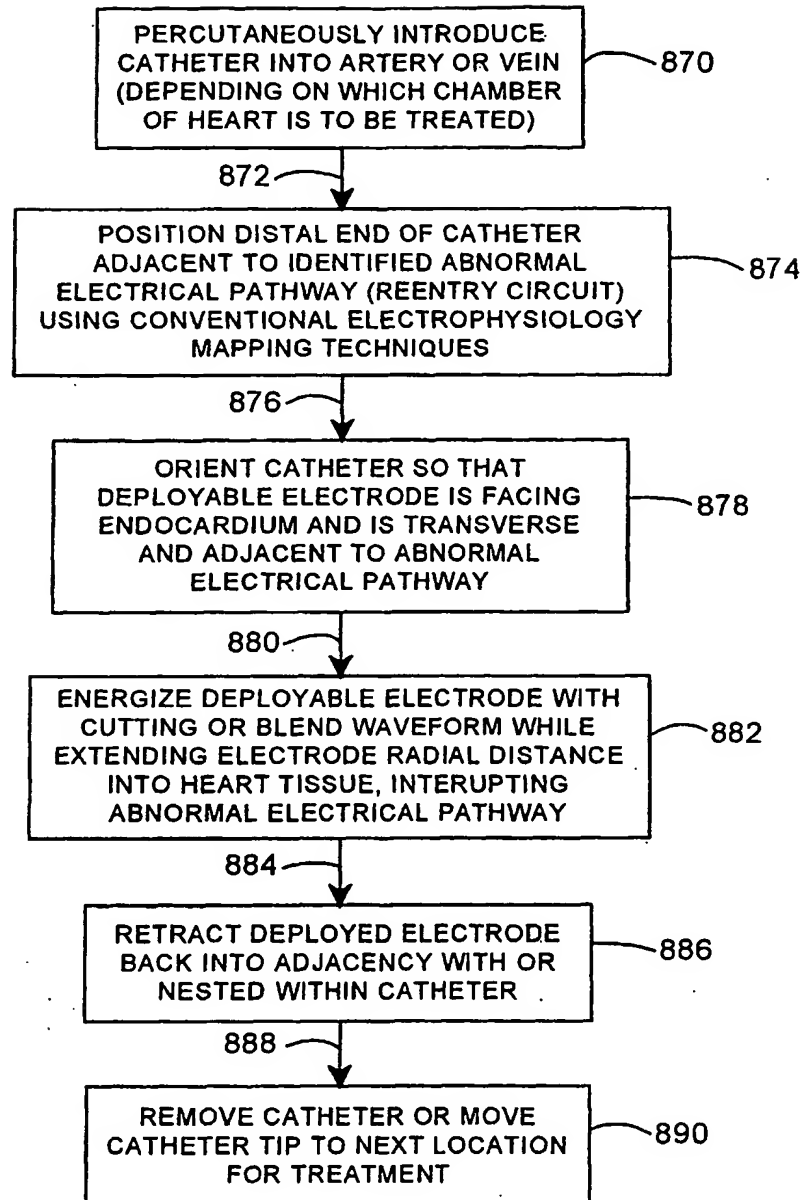 PERCUTANEOUSLY INTRODUCE
CATHETER INTO ARTERY OR VEIN
(DEPENDING ON WHICH CHAMBER
OF HEART IS TO BE TREATED)
870
872
POSITION DISTAL END OF CATHETER
ADJACENT TO IDENTIFIED ABNORMAL
ELECTRICAL PATHWAY (REENTRY CIRCUIT)
USING CONVENTIONAL ELECTROPHYSIOLOGY
MAPPING TECHNIQUES
874
876
ORIENT CATHETER SO THAT
DEPLOYABLE ELECTRODE IS FACING
ENDOCARDIUM AND IS TRANSVERSE
AND ADJACENT TO ABNORMAL
ELECTRICAL PATHWAY
878
880
ENERGIZE DEPLOYABLE ELECTRODE WITH
CUTTING OR BLEND WAVEFORM WHILE
EXTENDING ELECTRODE RADIAL DISTANCE
INTO HEART TISSUE, INTERUPTING
ABNORMAL ELECTRICAL PATHWAY
882
884
RETRACT DEPLOYED ELECTRODE
BACK INTO ADJACENCY WITH OR
NESTED WITHIN CATHETER
886
888
REMOVE CATHETER OR MOVE
CATHETER TIP TO NEXT LOCATION
FOR TREATMENT
890